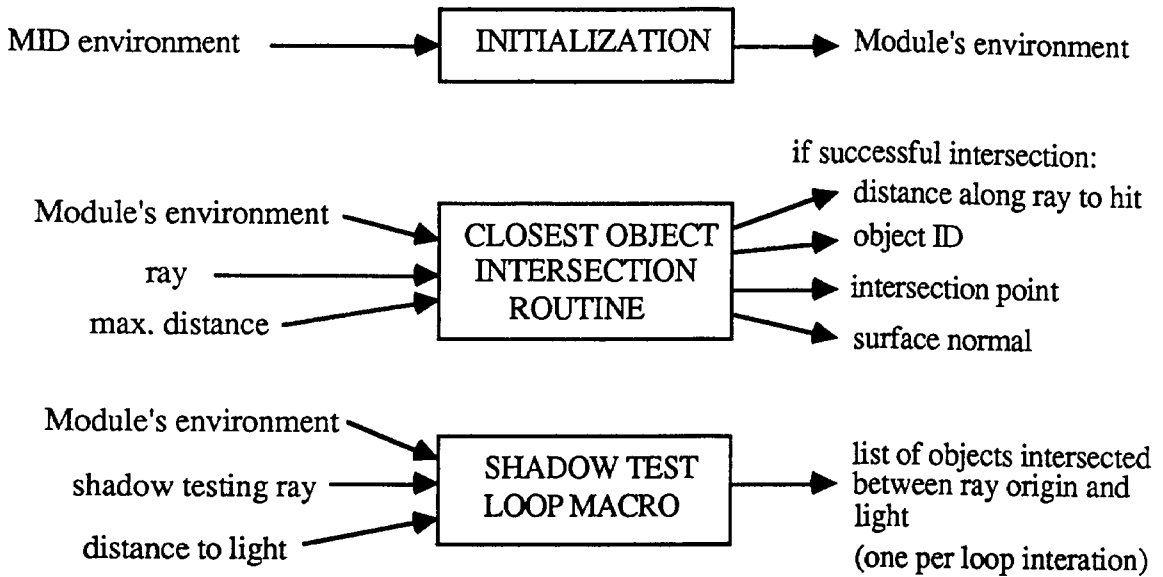 MID environment
INITIALIZATION
Module's environment
if successful intersection:
Module's environment
ray
max. distance
CLOSEST OBJECT
INTERSECTION
ROUTINE
distance along ray to hit
object ID
intersection point
surface normal
Module's environment
shadow testing ray
distance to light
SHADOW TEST
LOOP MACRO
list of objects intersected
between ray origin and
light
(one per loop interation)